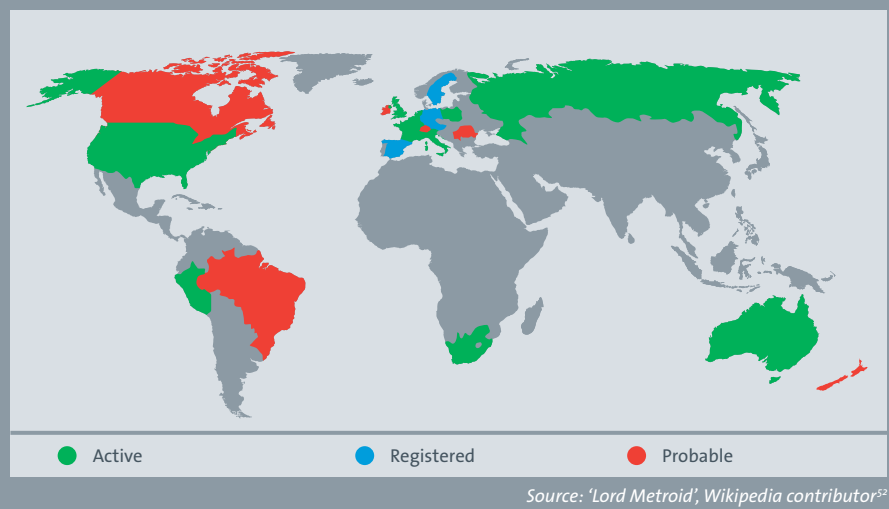 Active
Registered
Probable
Source: ‘Lord Metroid’, Wikipedia contributor⁵²